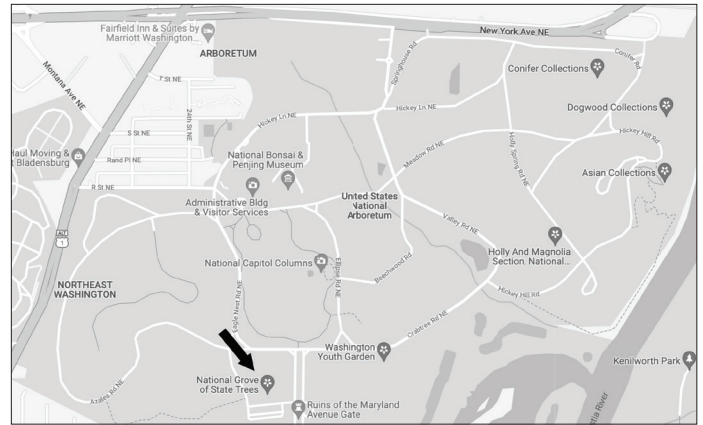 Fairfield Inn & Suites by
Marriott Washington...
New York Ave NE
ARBORETUM
Springhouse Rd
Conifer Rd
Conifer Collections
Montana Ave NE
F St NE
24th St NE
Dogwood Collections
Hickey Ln NE
Hickey Ln NE
S St NE
Hickey Hill Rd
Haul Moving &
t Bladensburg
Rand Pl NE
National Bonsai &
Penjing Museum
Meadow Rd NE
Holly Spring Rd NE
Asian Collections
R St NE
Administrative Bldg
& Visitor Services
United States
National
Arboretum
Valley Rd NE
ALT
1
National Capitol Columns
Ellipse Rd NE
Beechwood Rd
Holly And Magnolia
Section, National...
NORTHEAST
WASHINGTON
Eagle Nest Rd NE
Hickey Hill Rd
Crabtree Rd NE
Washington
Youth Garden
Kenilworth Park
National Grove
of State Trees
Azalea Rd NE
Ruins of the Maryland
Avenue Gate
stia River